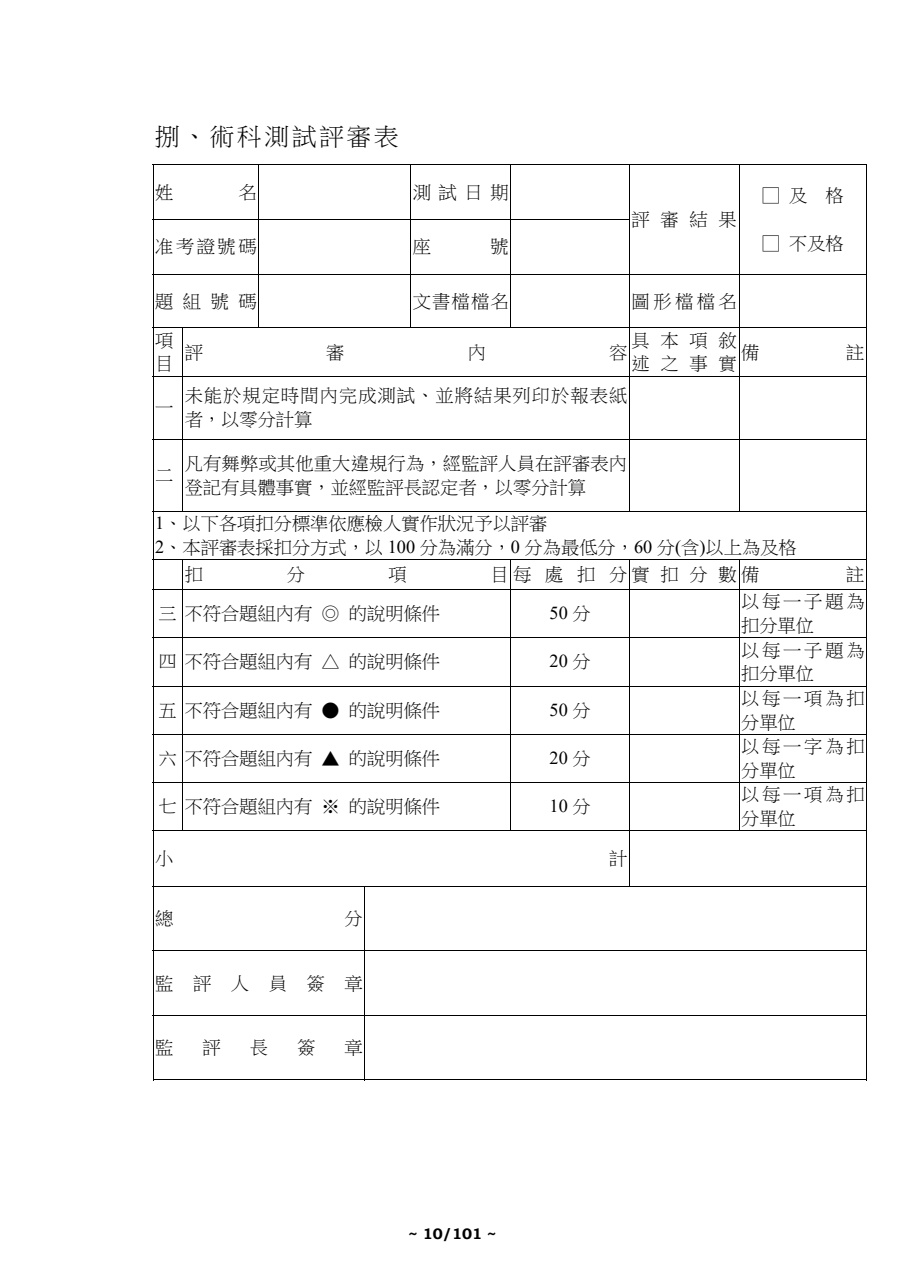 捌、術科測試評審表
姓名
測試日期
評審結果
□ 及 格
□ 不及格
准考證號碼
座號
題組號碼
文書檔檔名
圖形檔檔名
項
目
評審內容
具本項敘
述之事實
備註
一
未能於規定時間內完成測試、並將結果列印於報表紙
者，以零分計算
二
凡有舞弊或其他重大違規行為，經監評人員在評審表內
登記有具體事實，並經監評長認定者，以零分計算
1、以下各項扣分標準依應檢人實作狀況予以評審
2、本評審表採扣分方式，以 100 分為滿分，0 分為最低分，60 分(含)以上為及格
扣分項目
每處扣分
實扣分數
備註
三
不符合題組內有 ◎ 的說明條件
50 分
以每一子題為
扣分單位
四
不符合題組內有 △ 的說明條件
20 分
以每一子題為
扣分單位
五
不符合題組內有 ● 的說明條件
50 分
以每一項為扣
分單位
六
不符合題組內有 ▲ 的說明條件
20 分
以每一字為扣
分單位
七
不符合題組內有 ※ 的說明條件
10 分
以每一項為扣
分單位
小計
總分
監評人員簽章
監評長簽章
~ 10/101 ~